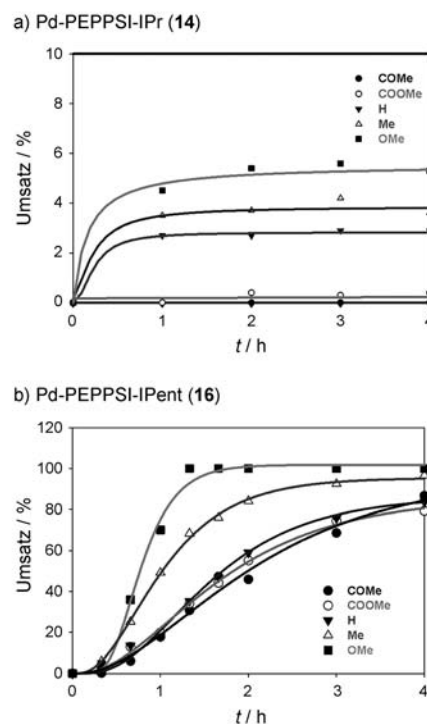 a) Pd-PEPPSI-IPr (14)
10
8
6
4
2
0
Umsatz / %
COMe
COOMe
H
Me
OMe
0 1 2 3 4
t / h
b) Pd-PEPPSI-IPent (16)
120
100
80
60
40
20
0
Umsatz / %
COMe
COOMe
H
Me
OMe
0 1 2 3 4
t / h